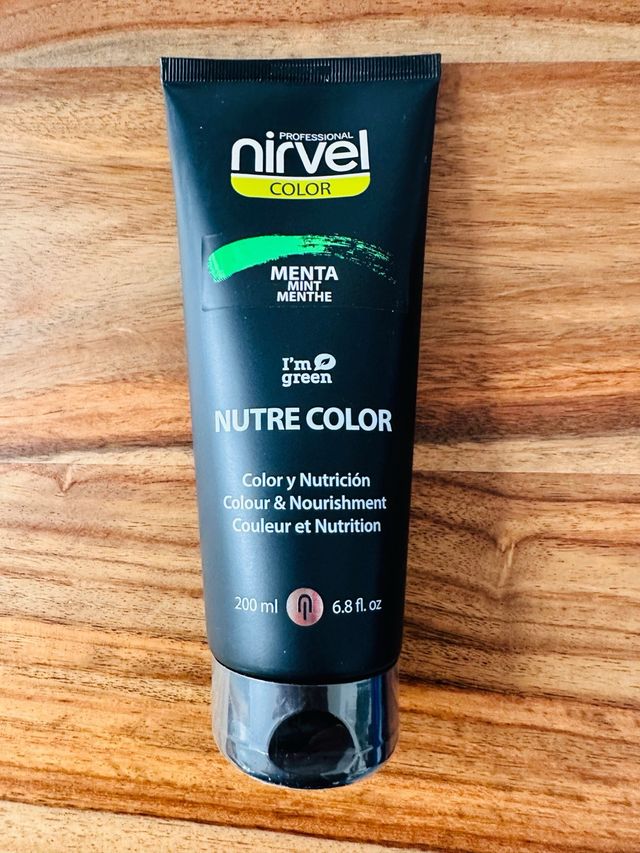 PROFESSIONAL
nirvel
COLOR
MENTA
MINT
MENTHE
I'm
green
NUTRE COLOR
Color y Nutrición
Colour & Nourishment
Couleur et Nutrition
200 ml 6.8 fl. oz